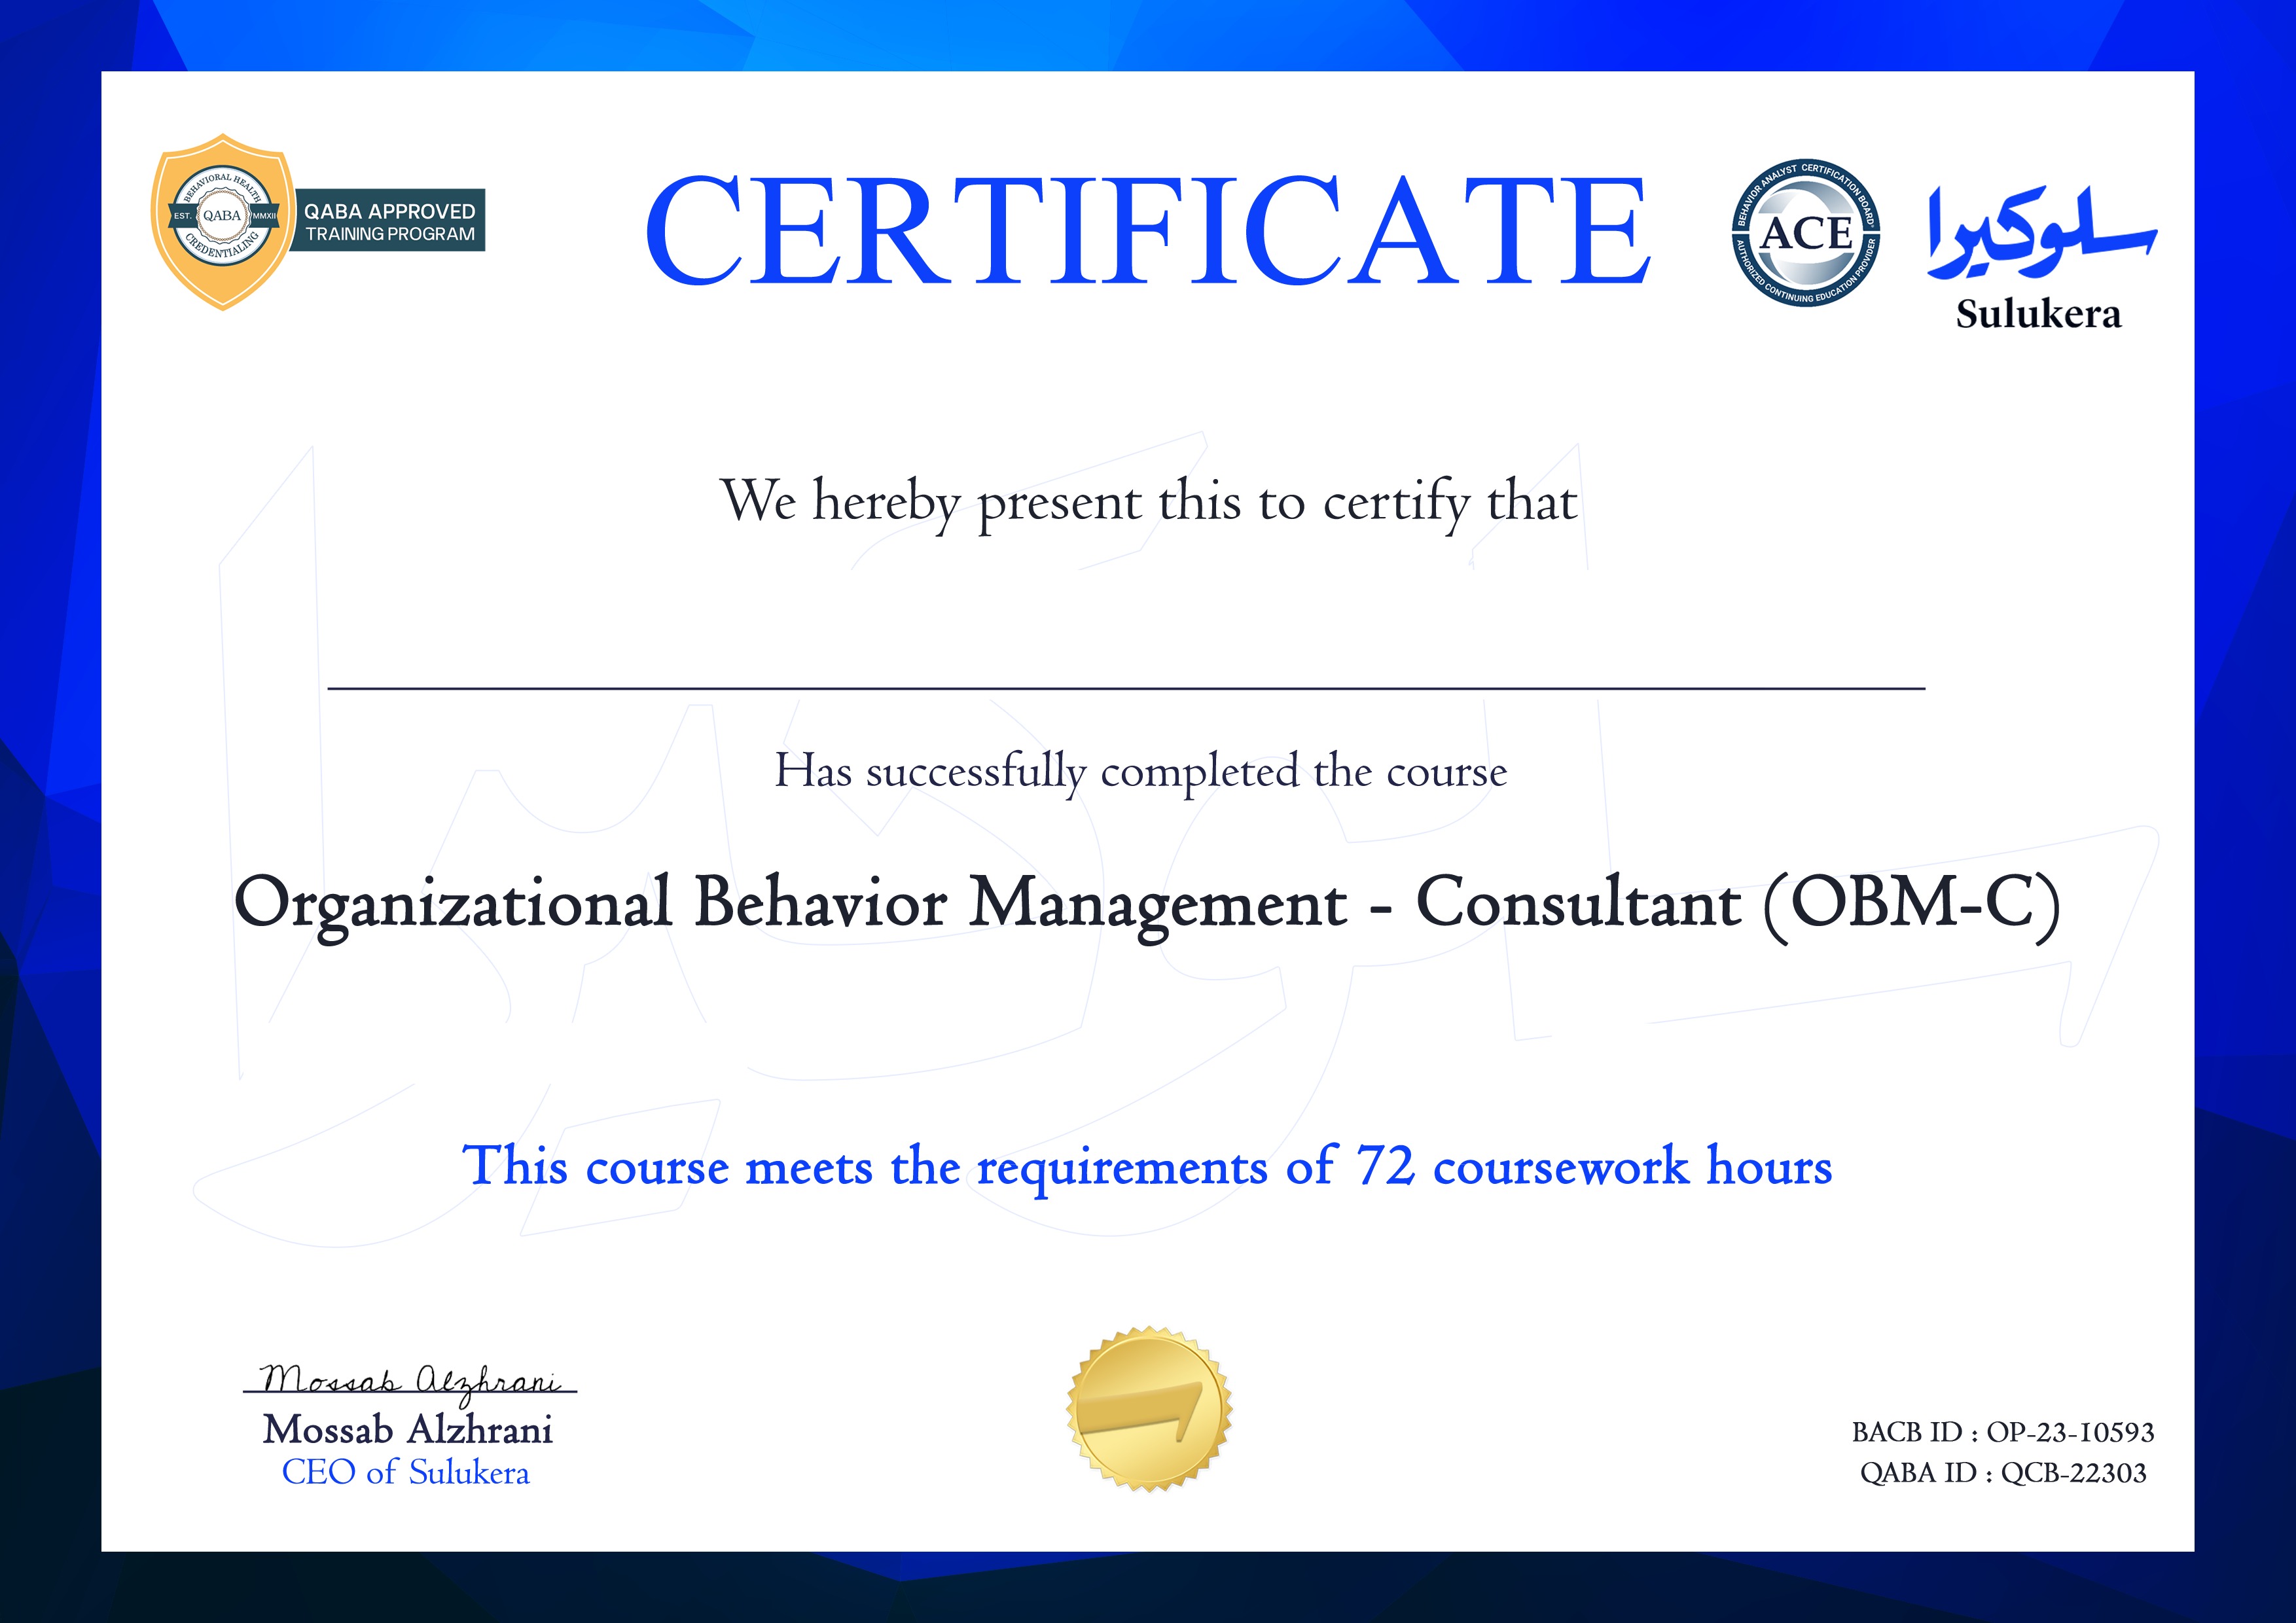 BEHAVIORAL HEALTH
EST. QABA MMXII
CREDENTIALING
QABA APPROVED
TRAINING PROGRAM
CERTIFICATE
BEHAVIOR ANALYST CERTIFICATION BOARD®
ACE
AUTHORIZED CONTINUING EDUCATION PROVIDER
سلوكيرا
Sulukera
We hereby present this to certify that
Has successfully completed the course
Organizational Behavior Management - Consultant (OBM-C)
This course meets the requirements of 72 coursework hours
Mossab Alzhrani
Mossab Alzhrani
CEO of Sulukera
BACB ID : OP-23-10593
QABA ID : QCB-22303